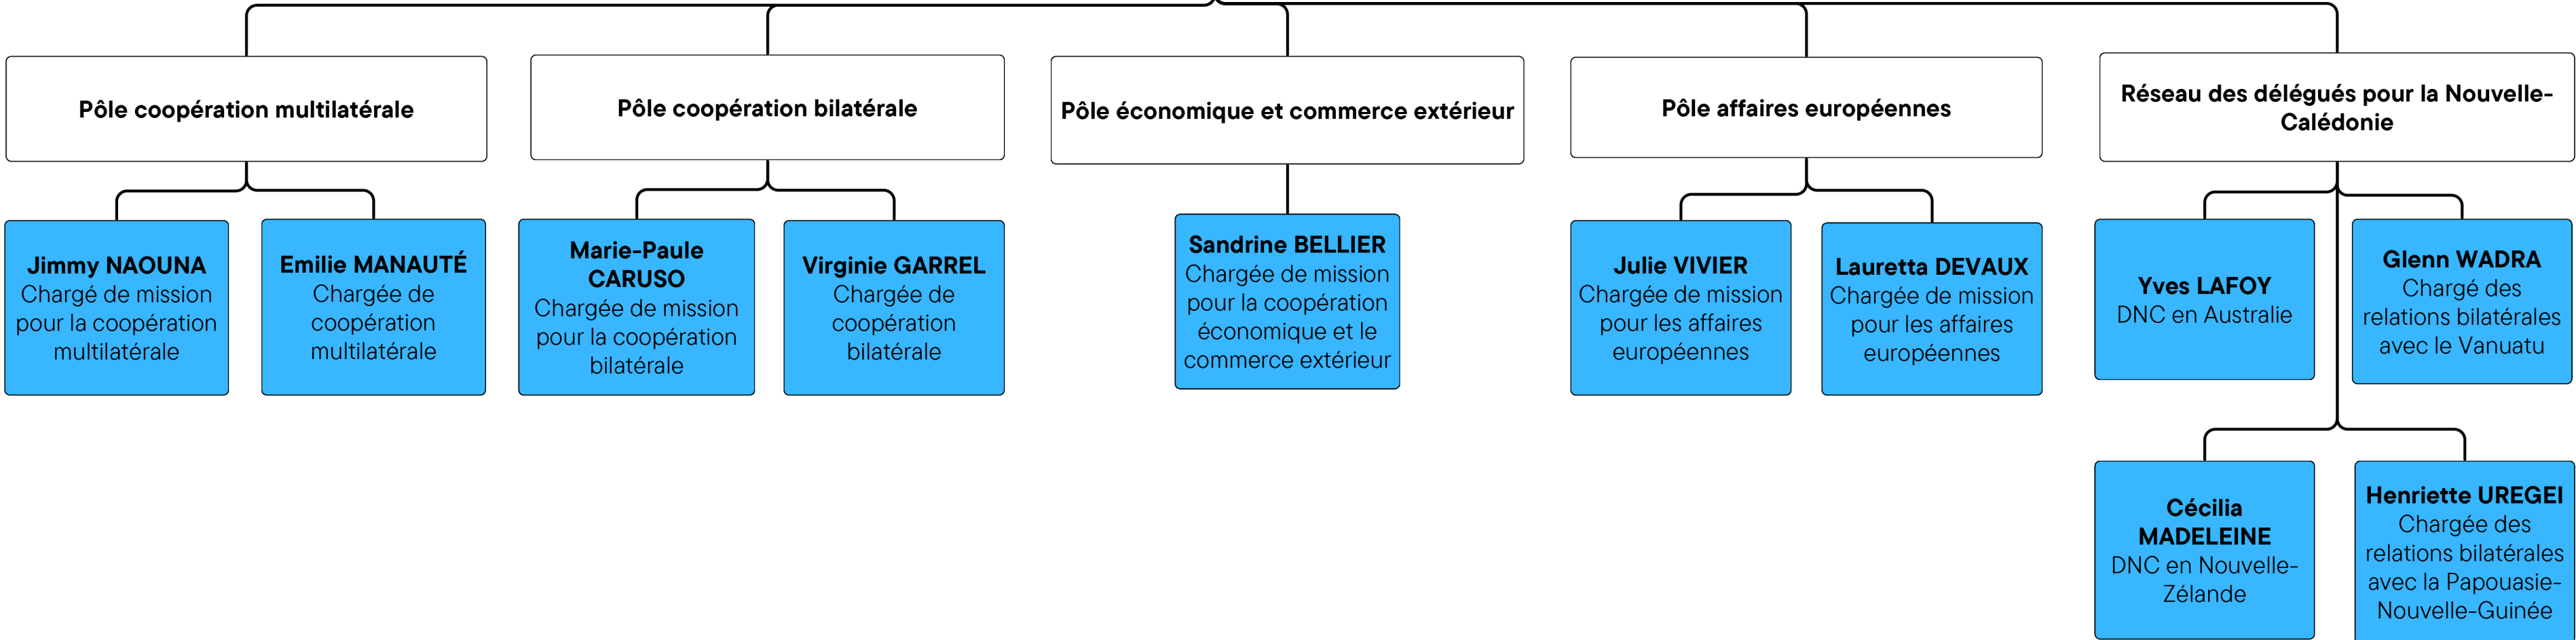 Pôle coopération multilatérale
Pôle coopération bilatérale
Pôle économique et commerce extérieur
Pôle affaires européennes
Réseau des délégués pour la Nouvelle-
Calédonie
Jimmy NAOUNA
Chargé de mission
pour la coopération
multilatérale
Emilie MANAUTÉ
Chargée de
coopération
multilatérale
Marie-Paule
CARUSO
Chargée de mission
pour la coopération
bilatérale
Virginie GARREL
Chargée de
coopération
bilatérale
Sandrine BELLIER
Chargée de mission
pour la coopération
économique et le
commerce extérieur
Julie VIVIER
Chargée de mission
pour les affaires
européennes
Lauretta DEVAUX
Chargée de mission
pour les affaires
européennes
Yves LAFOY
DNC en Australie
Glenn WADRA
Chargé des
relations bilatérales
avec le Vanuatu
Cécilia
MADELEINE
DNC en Nouvelle-
Zélande
Henriette UREGEI
Chargée des
relations bilatérales
avec la Papouasie-
Nouvelle-Guinée